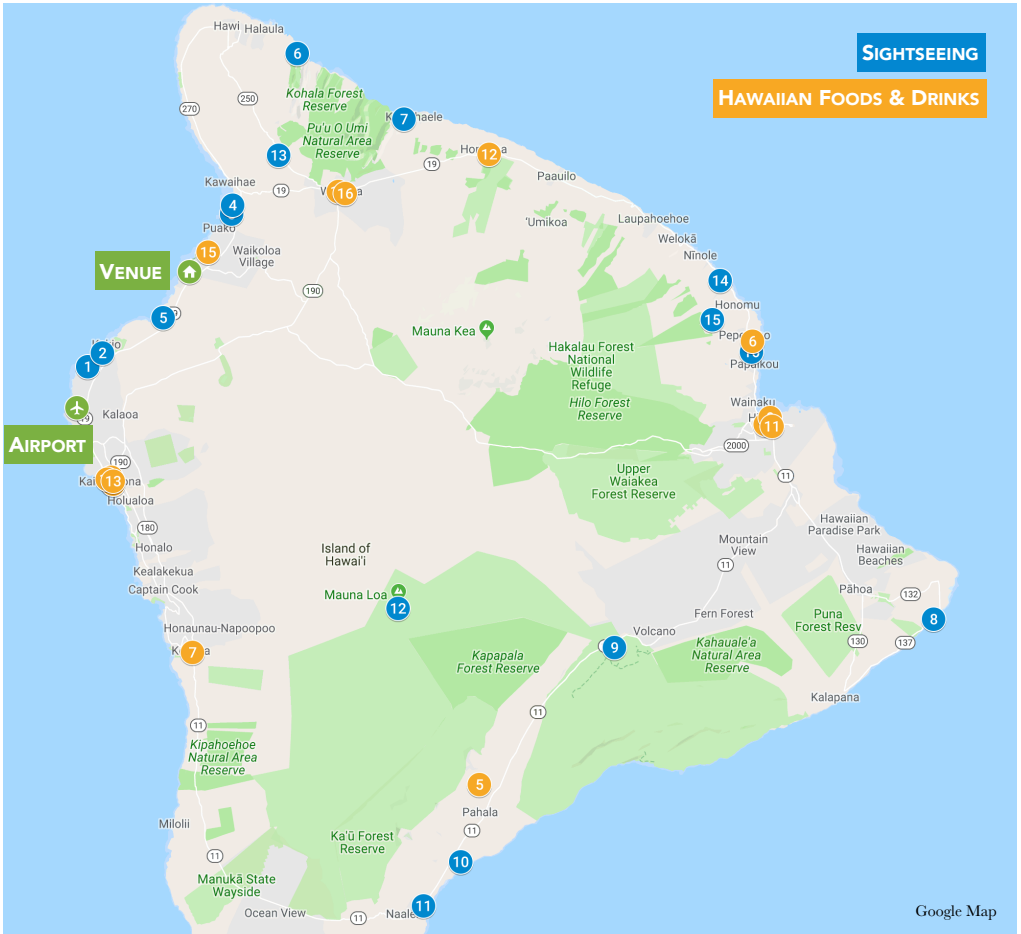 Hawi
Halaula
6
SIGHTSEEING
HAWAIIAN FOODS & DRINKS
250
270
Kohala Forest
Reserve
7
Pu'u O Umi
Natural Area
Reserve
13
19
12
Kawaihae
19
16
Paauilo
4
Puako
'Umikoa
Laupahoehoe
Welokā
Nīnole
15
Waikoloa
Village
VENUE
190
14
Honomu
5
15
Mauna Kea
6
Papaikou
2
1
Hakalau Forest
National
Wildlife
Refuge
Hilo Forest
Reserve
Wainaku
11
Kalaoa
AIRPORT
2000
190
13
Holualoa
Upper
Waiakea
Forest Reserve
11
180
Hawaiian
Paradise Park
Honalo
Island of
Hawai'i
Mountain
View
Hawaiian
Beaches
11
Kealakekua
Captain Cook
Mauna Loa
12
Pāhoa
132
Fern Forest
Puna
Forest Resv
8
Honaunau-Napoopoo
Volcano
130
137
7
9
Kapapala
Forest Reserve
Kahauale'a
Natural Area
Reserve
Kalapana
11
11
Kipahoehoe
Natural Area
Reserve
5
Pahala
Milolii
11
Ka'ū Forest
Reserve
11
10
Manukā State
Wayside
Ocean View
11
11
Google Map